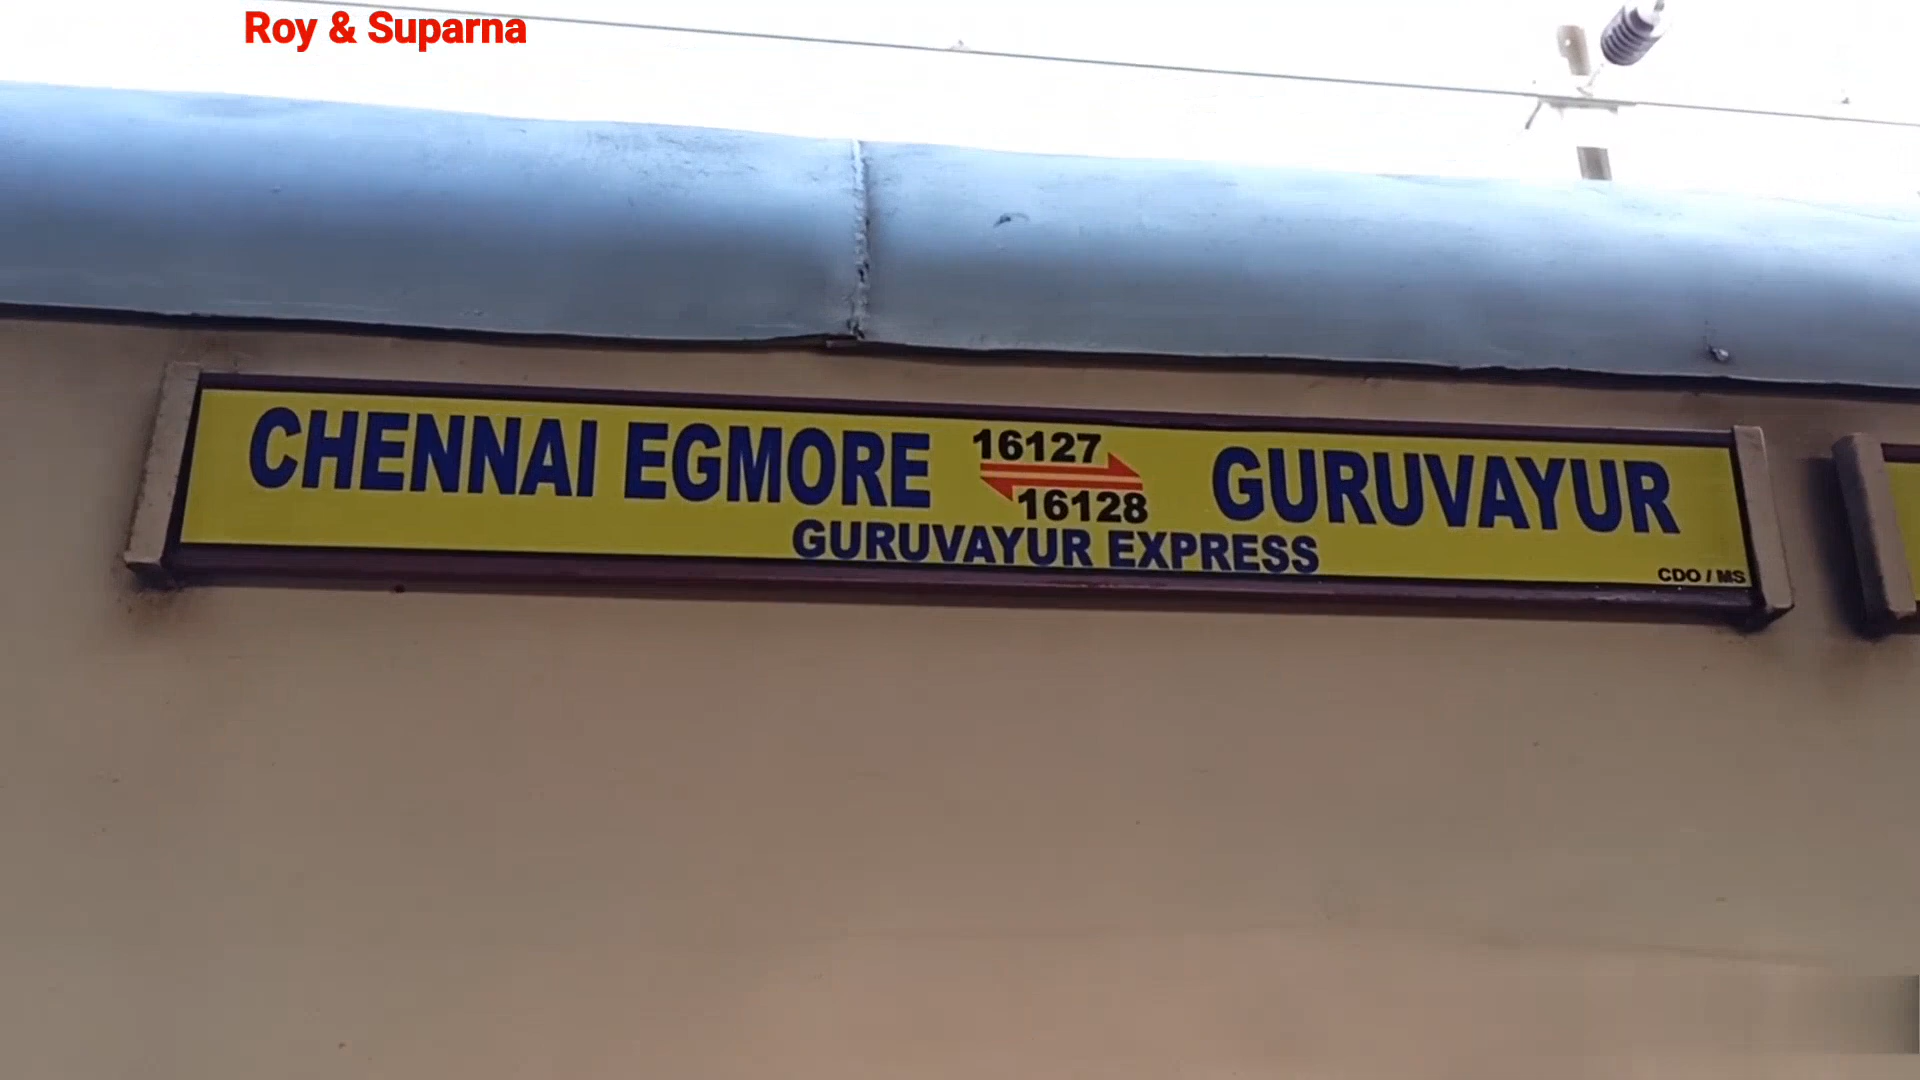 Roy & Suparna
CHENNAI EGMORE 16127 GURUVAYUR
16128
GURUVAYUR EXPRESS
CDO / MS